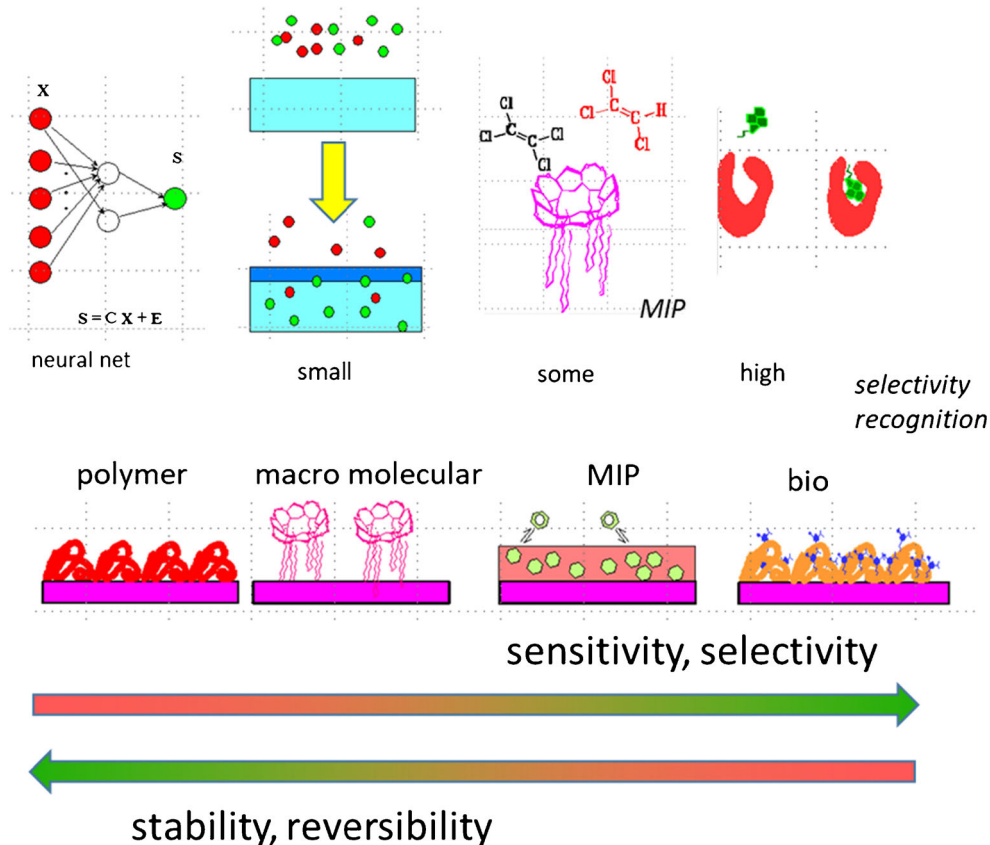 X
S
S = C X + E
neural net
small
Cl
Cl
C
C
Cl
Cl
Cl
Cl
C
C
H
Cl
MIP
some
high
selectivity
recognition
polymer
macro molecular
MIP
bio
sensitivity, selectivity
stability, reversibility